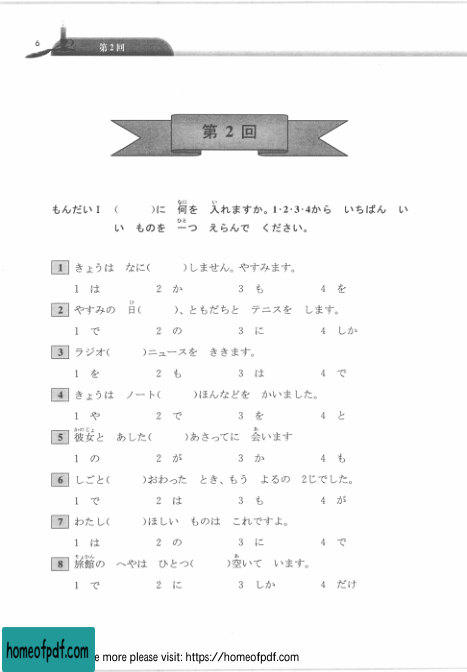 6
第2回
第 2 回
もんだいⅠ (　　)に 何を 入れますか。1·2·3·4から いちばん い
い ものを 一つ えらんで ください。
1 きょうは なに(　　)しません。やすみます。
1 は 2 か 3 も 4 を
2 やすみの 日(　　)、ともだちと テニスを します。
1 で 2 の 3 に 4 しか
3 ラジオ(　　)ニュースを ききます。
1 を 2 も 3 は 4 で
4 きょうは ノート(　　)ほんなどを かいました。
1 や 2 で 3 を 4 と
5 彼女と あした(　　)あさってに 会います
1 の 2 が 3 か 4 も
6 しごと(　　)おわった とき、もう よるの 2じでした。
1 で 2 は 3 も 4 が
7 わたし(　　)ほしい ものは これですよ。
1 は 2 の 3 に 4 で
8 旅館の へやは ひとつ(　　)空いて います。
1 で 2 に 3 しか 4 だけ
homeofpdf.com
e more please visit: https://homeofpdf.com